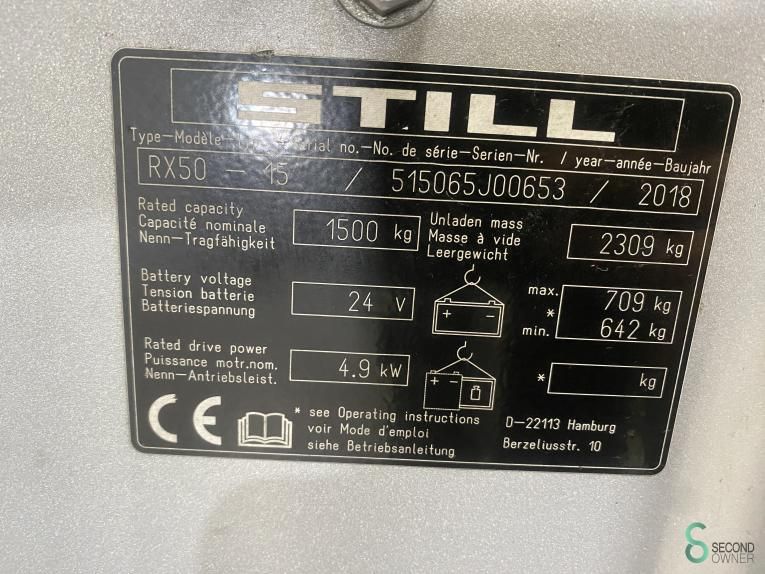 STILL
Type-Modèle- no.-No. de série-Serien-Nr. / year-année-Baujahr
RX50 - 15 / 515065J00653 / 2018
Rated capacity
Capacité nominale
Nenn-Tragfähigkeit
1500 kg
Unladen mass
Masse à vide
Leergewicht
2309 kg
Battery voltage
Tension batterie
Batteriespannung
24 V
+ -
max. 709 kg
*
min. 642 kg
Rated drive power
Puissance motr.nom.
Nenn-Antriebsleist.
4.9 kW
+ -
* kg
CE
* see Operating instructions
voir Mode d'emploi
siehe Betriebsanleitung
D-22113 Hamburg
Berzeliusstr. 10
SECOND
OWNER